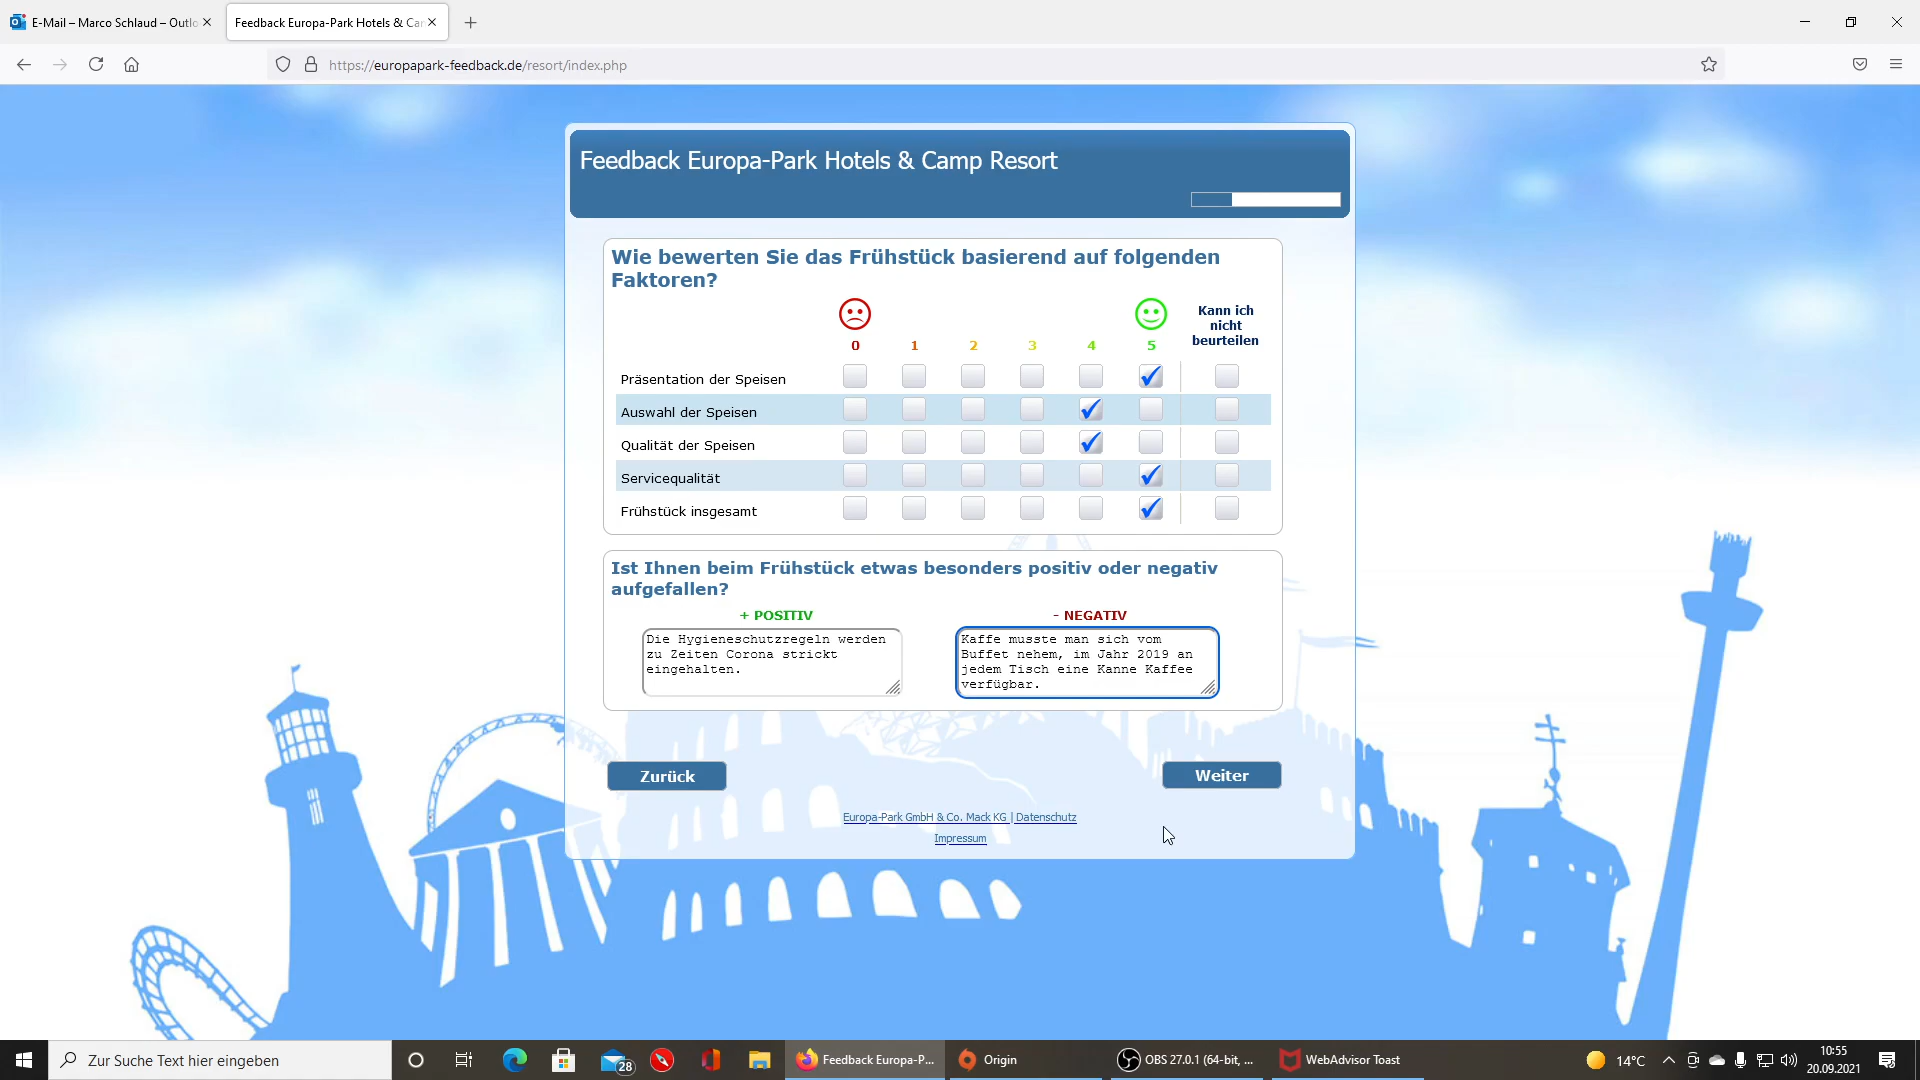 E-Mail – Marco Schlaud – Outlo
Feedback Europa-Park Hotels & Ca
https://europapark-feedback.de/resort/index.php
Feedback Europa-Park Hotels & Camp Resort
Wie bewerten Sie das Frühstück basierend auf folgenden
Faktoren?
Kann ich
nicht
beurteilen
0 1 2 3 4 5
Präsentation der Speisen
Auswahl der Speisen
Qualität der Speisen
Servicequalität
Frühstück insgesamt
Ist Ihnen beim Frühstück etwas besonders positiv oder negativ
aufgefallen?
+ POSITIV
Die Hygieneschutzregeln werden
zu Zeiten Corona strickt
eingehalten.
- NEGATIV
Kaffe musste man sich vom
Buffet nehem, im Jahr 2019 an
jedem Tisch eine Kanne Kaffee
verfügbar.
Zurück
Weiter
Europa-Park GmbH & Co. Mack KG | Datenschutz
Impressum
Zur Suche Text hier eingeben
28
Feedback Europa-P...
Origin
OBS 27.0.1 (64-bit, ...
WebAdvisor Toast
14°C
10:55
20.09.2021